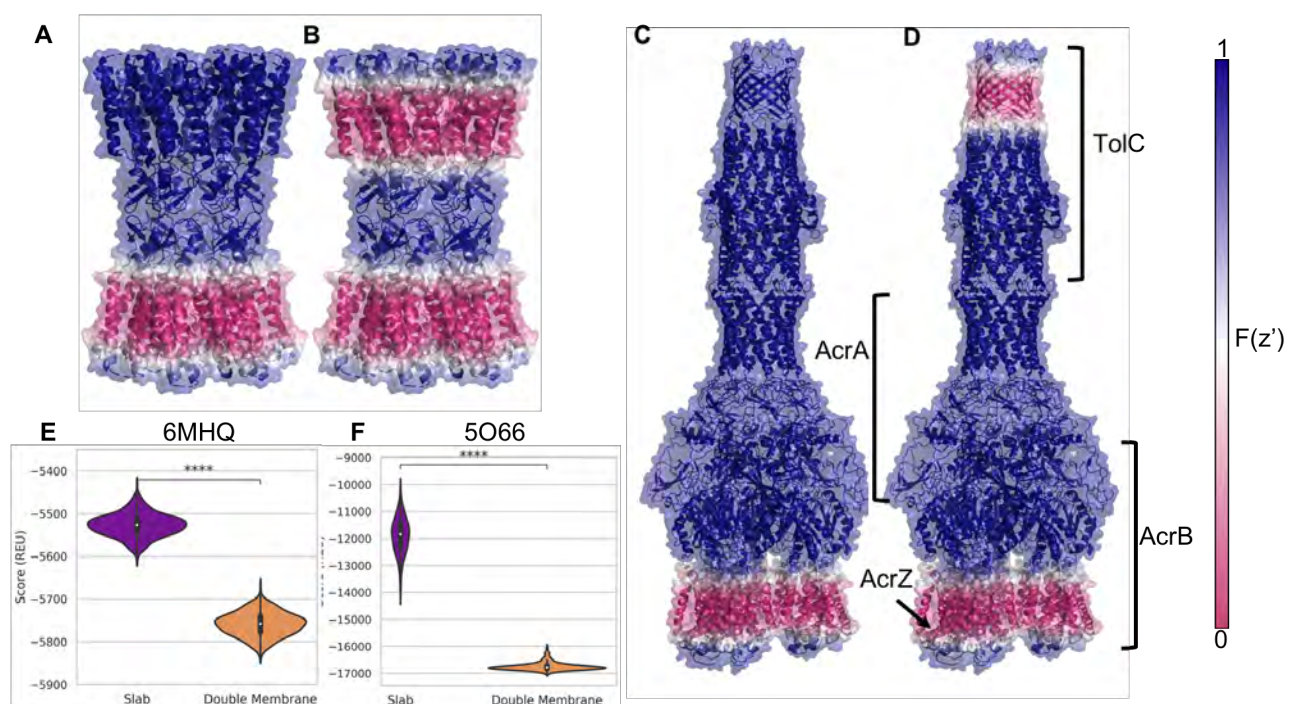 A
B
C
D
1
TolC
F(z')
AcrA
AcrB
AcrZ
0
E
6MHQ
F
5O66
****
****
−5400
−5500
−5600
−5700
−5800
−5900
Score (REU)
−9000
−10000
−11000
−12000
−13000
−14000
−15000
−16000
−17000
Slab
Double Membrane
Slab
Double Membrane